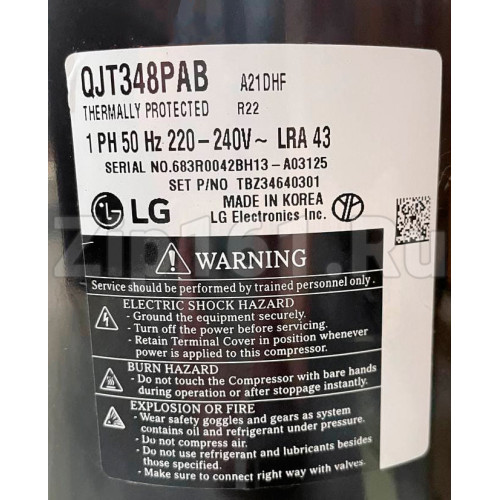 QJT348PAB A21DHF
THERMALLY PROTECTED R22
1 PH 50 Hz 220-240V~ LRA 43
SERIAL NO.683R0042BH13-A03125
SET P/NO TBZ34640301
MADE IN KOREA
LG LG Electronics Inc.
WARNING
Service should be performed by trained personnel only.
ELECTRIC SHOCK HAZARD
- Ground the equipment securely.
- Turn off the power before servicing.
- Retain Terminal Cover in position whenever
power is applied to this compressor.
BURN HAZARD
- Do not touch the Compressor with bare hands
during operation or after stoppage instantly.
EXPLOSION OR FIRE
- Wear safety goggles and gears as system
contains oil and refrigerant under pressure.
- Do not compress air.
- Do not use refrigerant and lubricants besides
those specified.
- Make sure to connect right way with valves.
Zip161.Ru